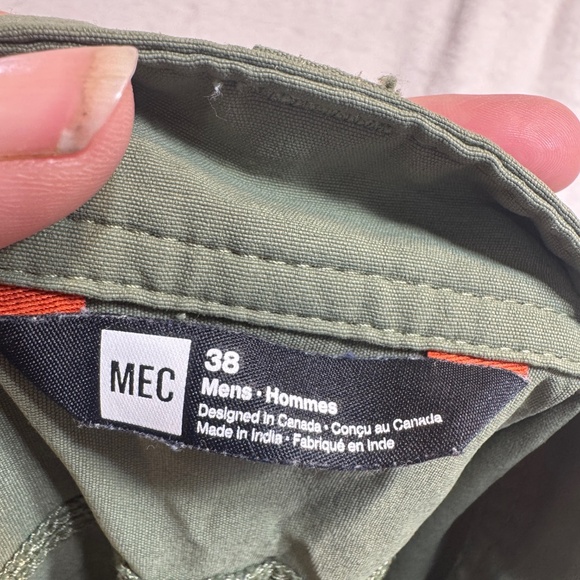 MEC
38
Mens · Hommes
Designed in Canada · Conçu au Canada
Made in India · Fabriqué en Inde